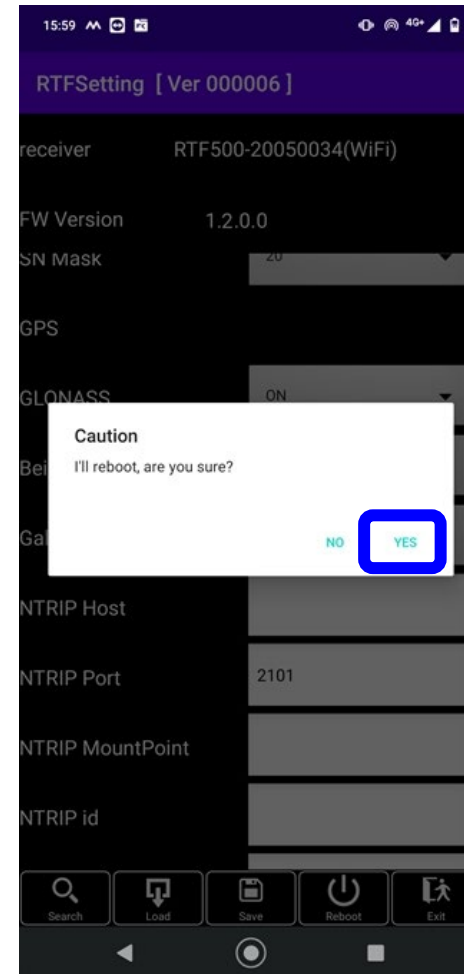 15:59 4G+
RTFSetting [ Ver 000006 ]
receiver RTF500-20050034(WiFi)
FW Version 1.2.0.0
SN Mask 20
GPS
GLONASS ON
Caution
Bei
I'll reboot, are you sure?
Gal
NO YES
NTRIP Host
NTRIP Port 2101
NTRIP MountPoint
NTRIP id
Search Load Save Reboot Exit